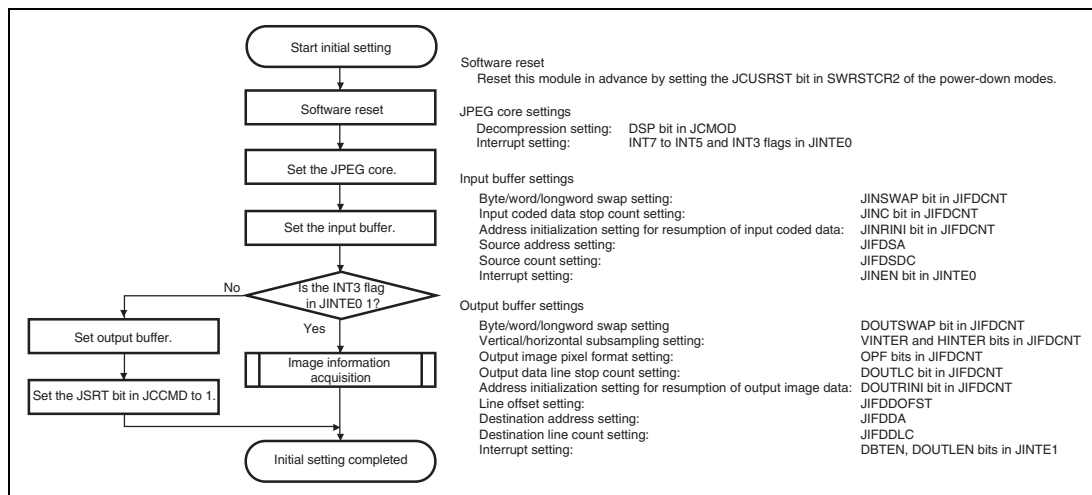 Start initial setting
Software reset
Set the JPEG core.
Set the input buffer.
Is the INT3 flag
in JINTE0 1?
No
Yes
Set output buffer.
Set the JSRT bit in JCCMD to 1.
Image information
acquisition
Initial setting completed
Software reset
Reset this module in advance by setting the JCUSRST bit in SWRSTCR2 of the power-down modes.
JPEG core settings
Decompression setting: DSP bit in JCMOD
Interrupt setting: INT7 to INT5 and INT3 flags in JINTE0
Input buffer settings
Byte/word/longword swap setting: JINSWAP bit in JIFDCNT
Input coded data stop count setting: JINC bit in JIFDCNT
Address initialization setting for resumption of input coded data: JINRINI bit in JIFDCNT
Source address setting: JIFDSA
Source count setting: JIFDSDC
Interrupt setting: JINEN bit in JINTE0
Output buffer settings
Byte/word/longword swap setting DOUTSWAP bit in JIFDCNT
Vertical/horizontal subsampling setting: VINTER and HINTER bits in JIFDCNT
Output image pixel format setting: OPF bits in JIFDCNT
Output data line stop count setting: DOUTLC bit in JIFDCNT
Address initialization setting for resumption of output image data: DOUTRINI bit in JIFDCNT
Line offset setting: JIFDDOFST
Destination address setting: JIFDDA
Destination line count setting: JIFDDLC
Interrupt setting: DBTEN, DOUTLEN bits in JINTE1